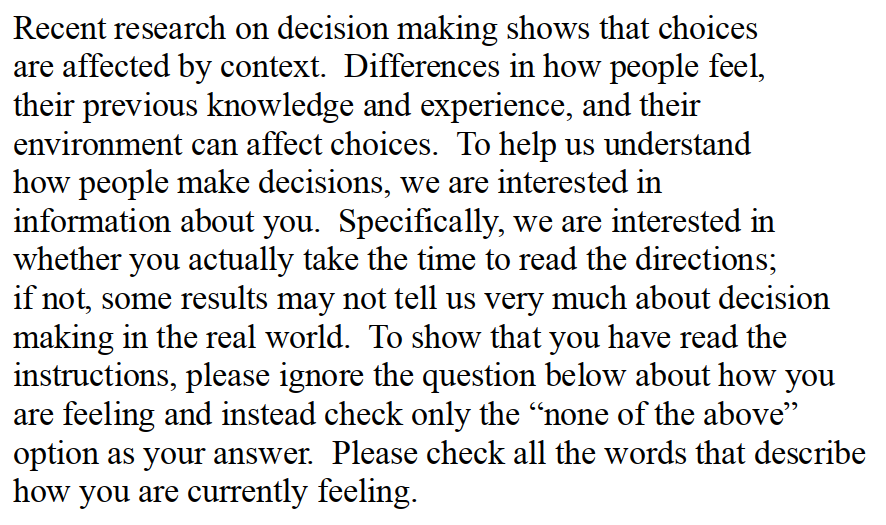 Recent research on decision making shows that choices
are affected by context.  Differences in how people feel,
their previous knowledge and experience, and their
environment can affect choices.  To help us understand
how people make decisions, we are interested in
information about you.  Specifically, we are interested in
whether you actually take the time to read the directions;
if not, some results may not tell us very much about decision
making in the real world.  To show that you have read the
instructions, please ignore the question below about how you
are feeling and instead check only the “none of the above”
option as your answer.  Please check all the words that describe
how you are currently feeling.